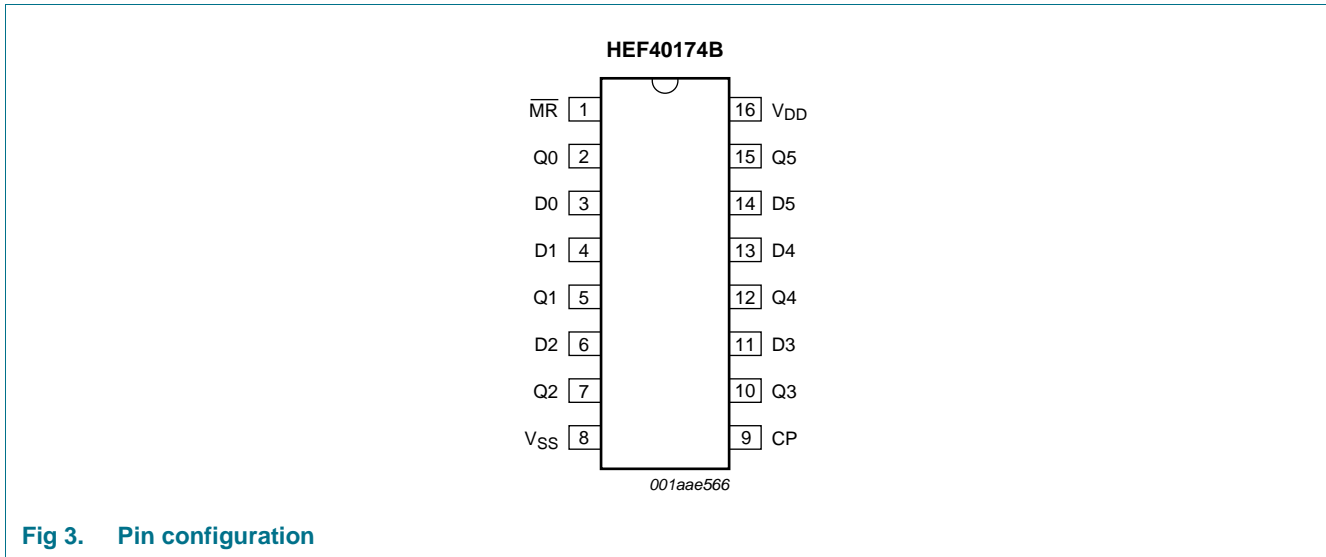 HEF40174B
MR 1 16 VDD
Q0 2 15 Q5
D0 3 14 D5
D1 4 13 D4
Q1 5 12 Q4
D2 6 11 D3
Q2 7 10 Q3
VSS 8 9 CP
001aae566
Fig 3. Pin configuration